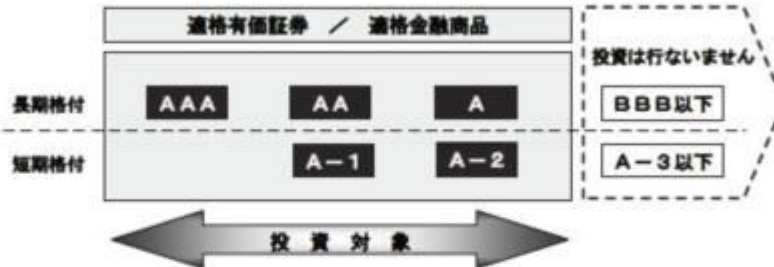 適格有価証券 ／ 適格金融商品
投資は行ないません
長期格付 AAA AA A BBB以下
短期格付 A－1 A－2 A－3以下
投資対象